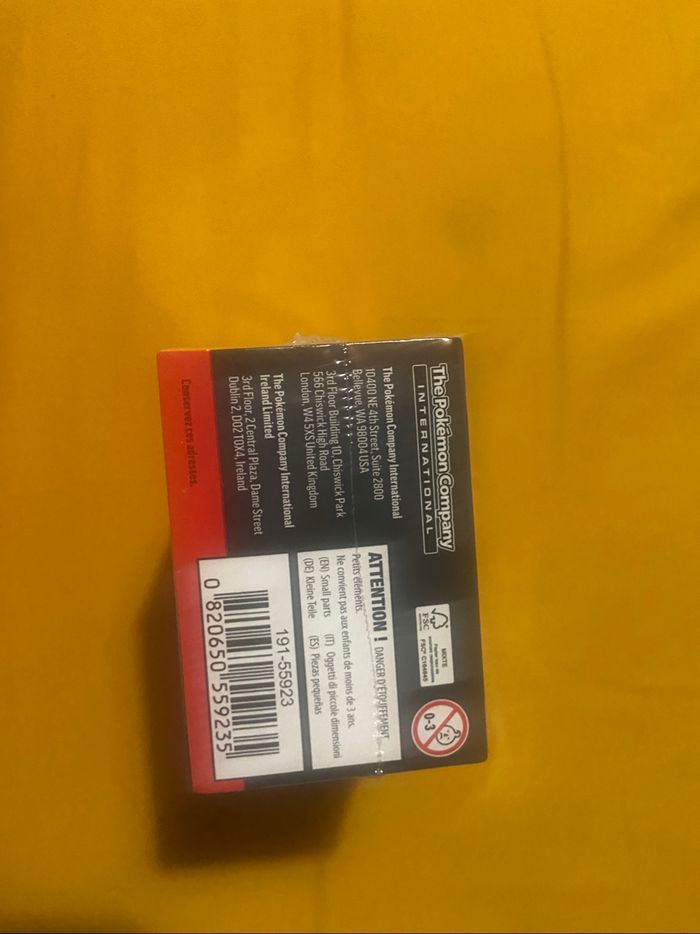 The Pokémon Company
INTERNATIONAL
The Pokémon Company International
10400 NE 4th Street, Suite 2800
Bellevue, WA 98004 USA
3rd Floor Building 10, Chiswick Park
566 Chiswick High Road
London, W4 5XS United Kingdom
The Pokémon Company International
Ireland Limited
3rd Floor, 2 Central Plaza, Dame Street
Dublin 2, D02 T0X4, Ireland
Conservez ces adresses.
FSC
MIXTE
FSC® C164645
0-3
ATTENTION ! DANGER D'ÉTOUFFEMENT
Petits éléments.
Ne convient pas aux enfants de moins de 3 ans.
(EN) Small parts (IT) Oggetti di piccole dimensioni
(DE) Kleine Teile (ES) Piezas pequeñas
191-55923
0 820650 559235